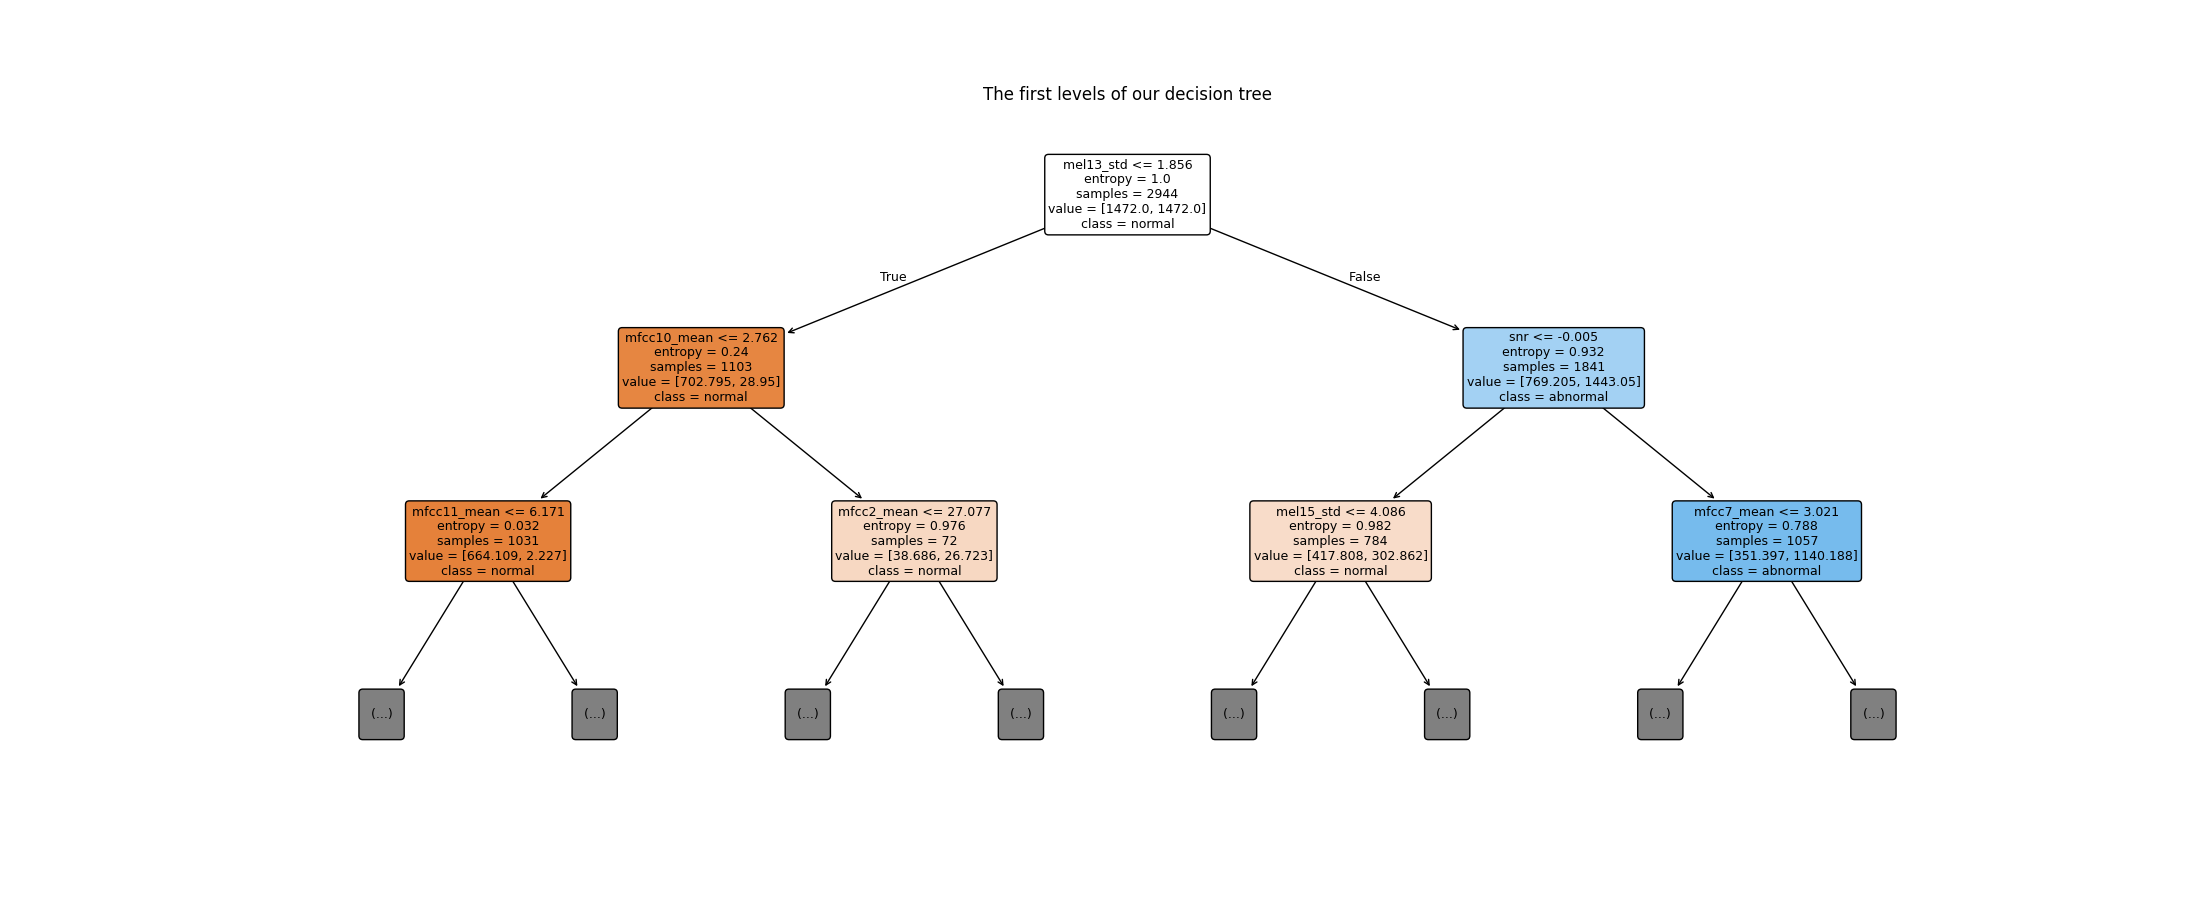 The first levels of our decision tree
mel13_std <= 1.856
entropy = 1.0
samples = 2944
value = [1472.0, 1472.0]
class = normal
True
False
mfcc10_mean <= 2.762
entropy = 0.24
samples = 1103
value = [702.795, 28.95]
class = normal
snr <= -0.005
entropy = 0.932
samples = 1841
value = [769.205, 1443.05]
class = abnormal
mfcc11_mean <= 6.171
entropy = 0.032
samples = 1031
value = [664.109, 2.227]
class = normal
mfcc2_mean <= 27.077
entropy = 0.976
samples = 72
value = [38.686, 26.723]
class = normal
mel15_std <= 4.086
entropy = 0.982
samples = 784
value = [417.808, 302.862]
class = normal
mfcc7_mean <= 3.021
entropy = 0.788
samples = 1057
value = [351.397, 1140.188]
class = abnormal
(...)
(...)
(...)
(...)
(...)
(...)
(...)
(...)